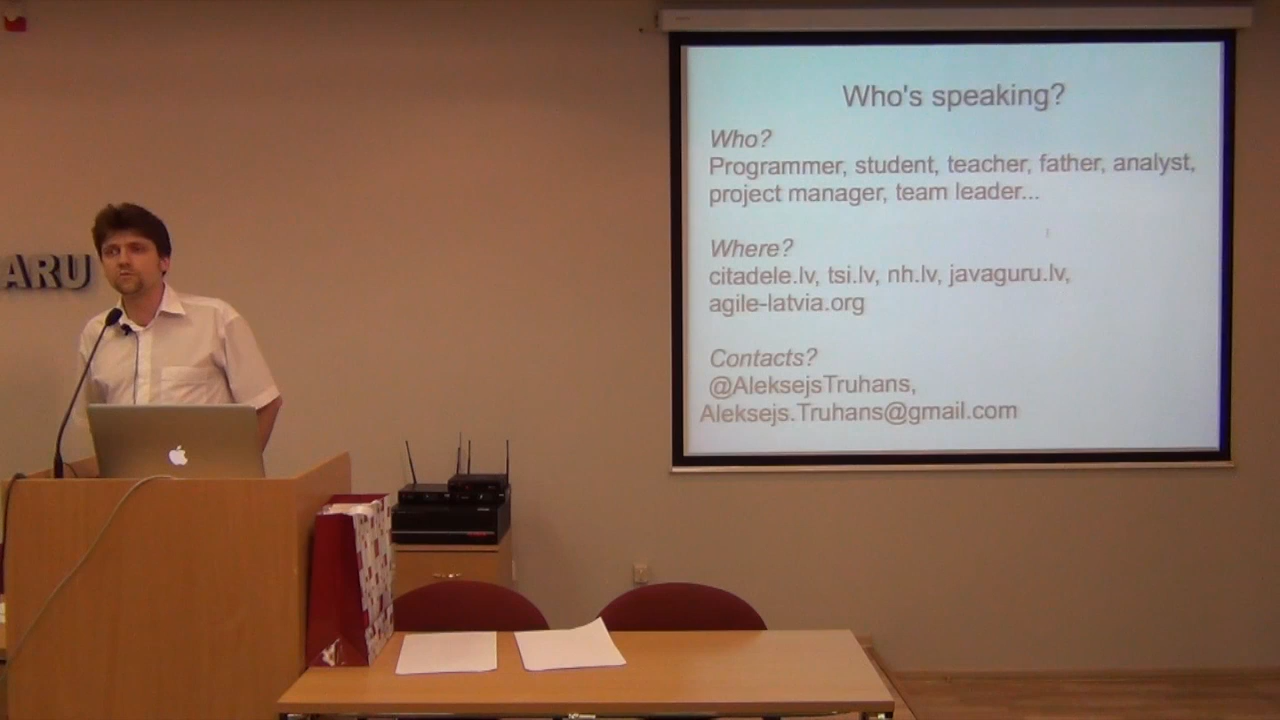 Who's speaking?
Who?
Programmer, student, teacher, father, analyst,
project manager, team leader...
Where?
citadele.lv, tsi.lv, nh.lv, javaguru.lv,
agile-latvia.org
Contacts?
@AleksejsTruhans,
Aleksejs.Truhans@gmail.com
ARU